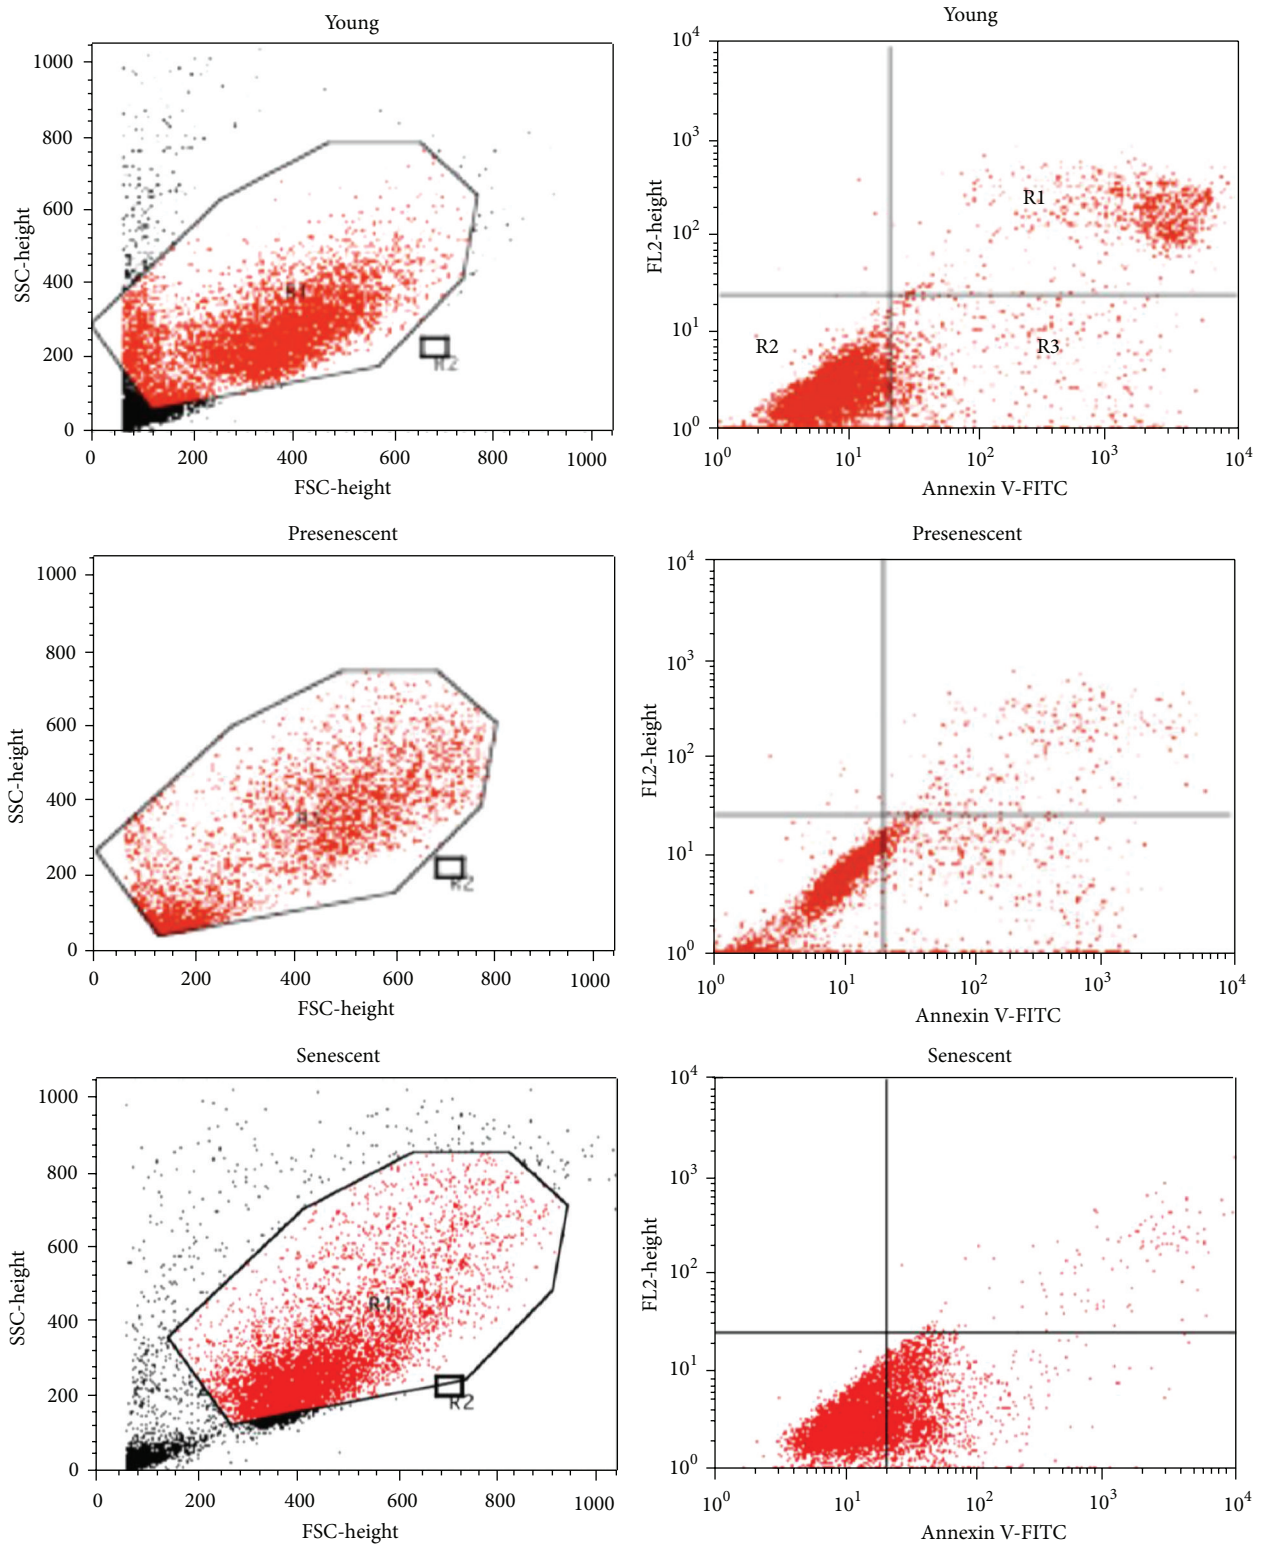 Young
1000
800
600
400
200
0
SSC-height
R1
R2
0 200 400 600 800 1000
FSC-height
Young
10^4
10^3
10^2
10^1
10^0
FL2-height
R1
R2
R3
10^0 10^1 10^2 10^3 10^4
Annexin V-FITC
Presenescent
1000
800
600
400
200
0
SSC-height
R1
R2
0 200 400 600 800 1000
FSC-height
Presenescent
10^4
10^3
10^2
10^1
10^0
FL2-height
10^0 10^1 10^2 10^3 10^4
Annexin V-FITC
Senescent
1000
800
600
400
200
0
SSC-height
R1
R2
0 200 400 600 800 1000
FSC-height
Senescent
10^4
10^3
10^2
10^1
10^0
FL2-height
10^0 10^1 10^2 10^3 10^4
Annexin V-FITC